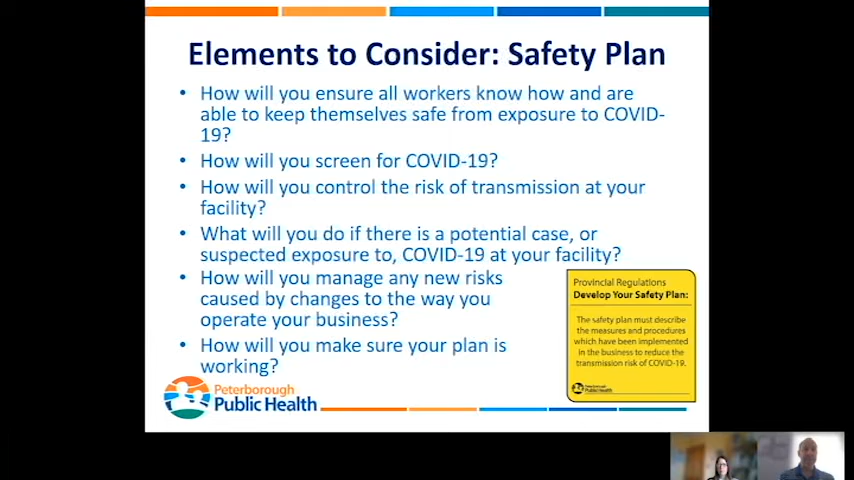 Elements to Consider: Safety Plan
• How will you ensure all workers know how and are
able to keep themselves safe from exposure to COVID-
19?
• How will you screen for COVID-19?
• How will you control the risk of transmission at your
facility?
• What will you do if there is a potential case, or
suspected exposure to, COVID-19 at your facility?
• How will you manage any new risks
caused by changes to the way you
operate your business?
• How will you make sure your plan is
working?
Provincial Regulations
Develop Your Safety Plan:
The safety plan must describe
the measures and procedures
which have been implemented
in the business to reduce the
transmission risk of COVID-19.
Peterborough
Public Health
Peterborough
Public Health